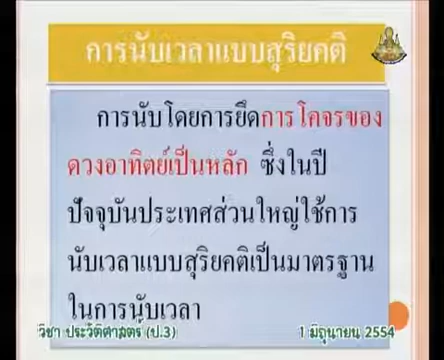 การนับเวลาแบบสุริยคติ
การนับโดยการยึดการโคจรของ
ดวงอาทิตย์เป็นหลัก ซึ่งในปี
ปัจจุบันประเทศส่วนใหญ่ใช้การ
นับเวลาแบบสุริยคติเป็นมาตรฐาน
ในการนับเวลา
วิชา ประวัติศาสตร์ (ป.3)
1 มิถุนายน 2554